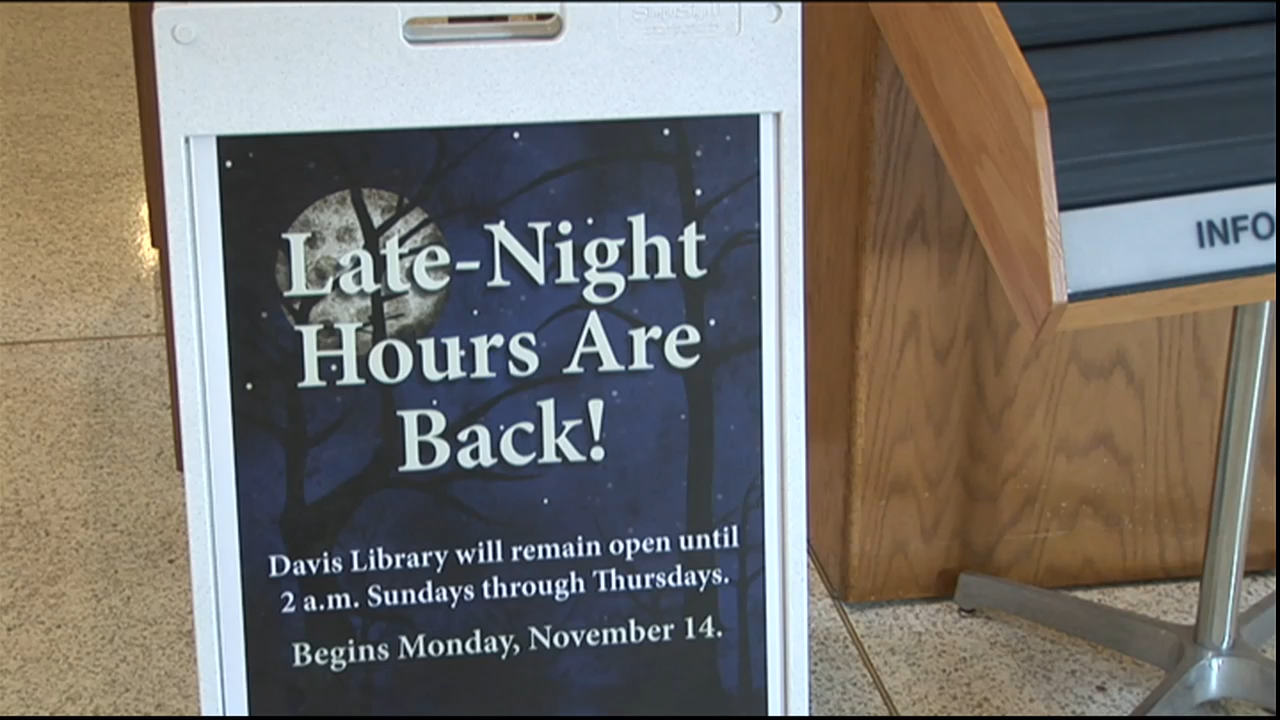 Late-Night
Hours Are
Back!
Davis Library will remain open until
2 a.m. Sundays through Thursdays.
Begins Monday, November 14.
INFO